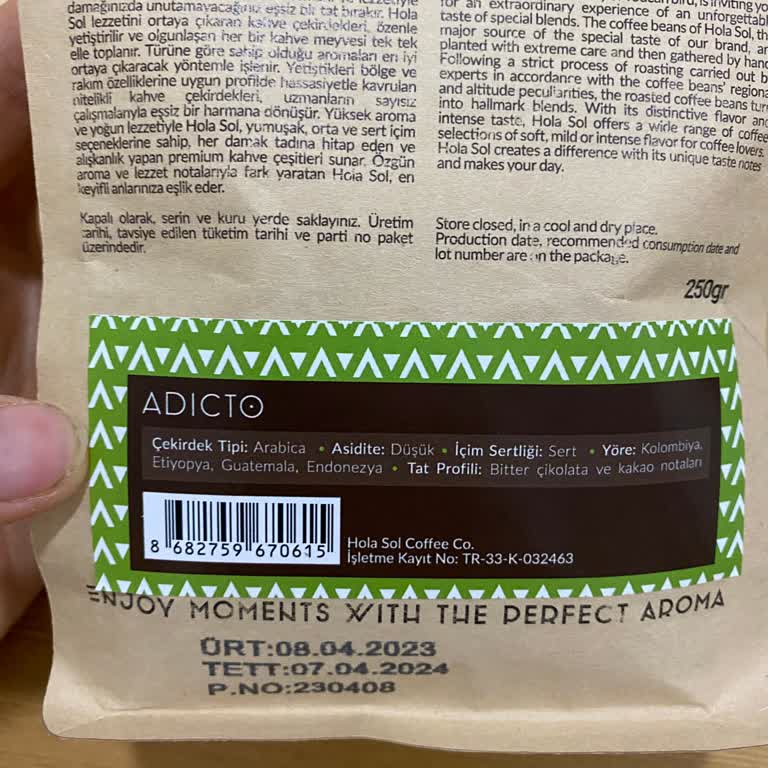 damağınızda unutamayacağınız eşsiz bir tat bırakır. Hola
Sol lezzetini ortaya çıkaran kahve çekirdekleri, özenle
yetiştirilir ve olgunlaşan her bir kahve meyvesi tek tek
elle toplanır. Türüne göre sahip olduğu aromaları en iyi
ortaya çıkaracak yöntemle işlenir. Yetiştikleri bölge ve
rakım özelliklerine uygun profilde hassasiyetle kavrulan
nitelikli kahve çekirdekleri, uzmanların sayısız
çalışmalarıyla eşsiz bir harmana dönüşür. Yüksek aroma
ve yoğun lezzetiyle Hola Sol, yumuşak, orta ve sert içim
seçeneklerine sahip, her damak tadına hitap eden ve
alışkanlık yapan premium kahve çeşitleri sunar. Özgün
aroma ve lezzet notalarıyla fark yaratan Hola Sol, en
keyifli anlarınıza eşlik eder.
Kapalı olarak, serin ve kuru yerde saklayınız. Üretim
tarihi, tavsiye edilen tüketim tarihi ve parti no paket
üzerindedir.
for an extraordinary experience of an unforgettabl
taste of special blends. The coffee beans of Hola Sol, th
major source of the special taste of our brand, ar
planted with extreme care and then gathered by hand
Following a strict process of roasting carried out b
experts in accordance with the coffee beans' regiona
and altitude peculiarities, the roasted coffee beans turn
into hallmark blends. With its distinctive flavor and
intense taste, Hola Sol offers a wide range of coffee
selections of soft, mild or intense flavor for coffee lovers.
Hola Sol creates a difference with its unique taste notes
and makes your day.
Store closed, in a cool and dry place.
Production date, recommended consumption date and
lot number are on the package.
250gr
ADICTO
Çekirdek Tipi: Arabica • Asidite: Düşük • İçim Sertliği: Sert • Yöre: Kolombiya,
Etiyopya, Guatemala, Endonezya • Tat Profili: Bitter çikolata ve kakao notaları
8 682759 670615
Hola Sol Coffee Co.
İşletme Kayıt No: TR-33-K-032463
ENJOY MOMENTS WITH THE PERFECT AROMA
ÜRT:08.04.2023
TETT:07.04.2024
P.NO:230408